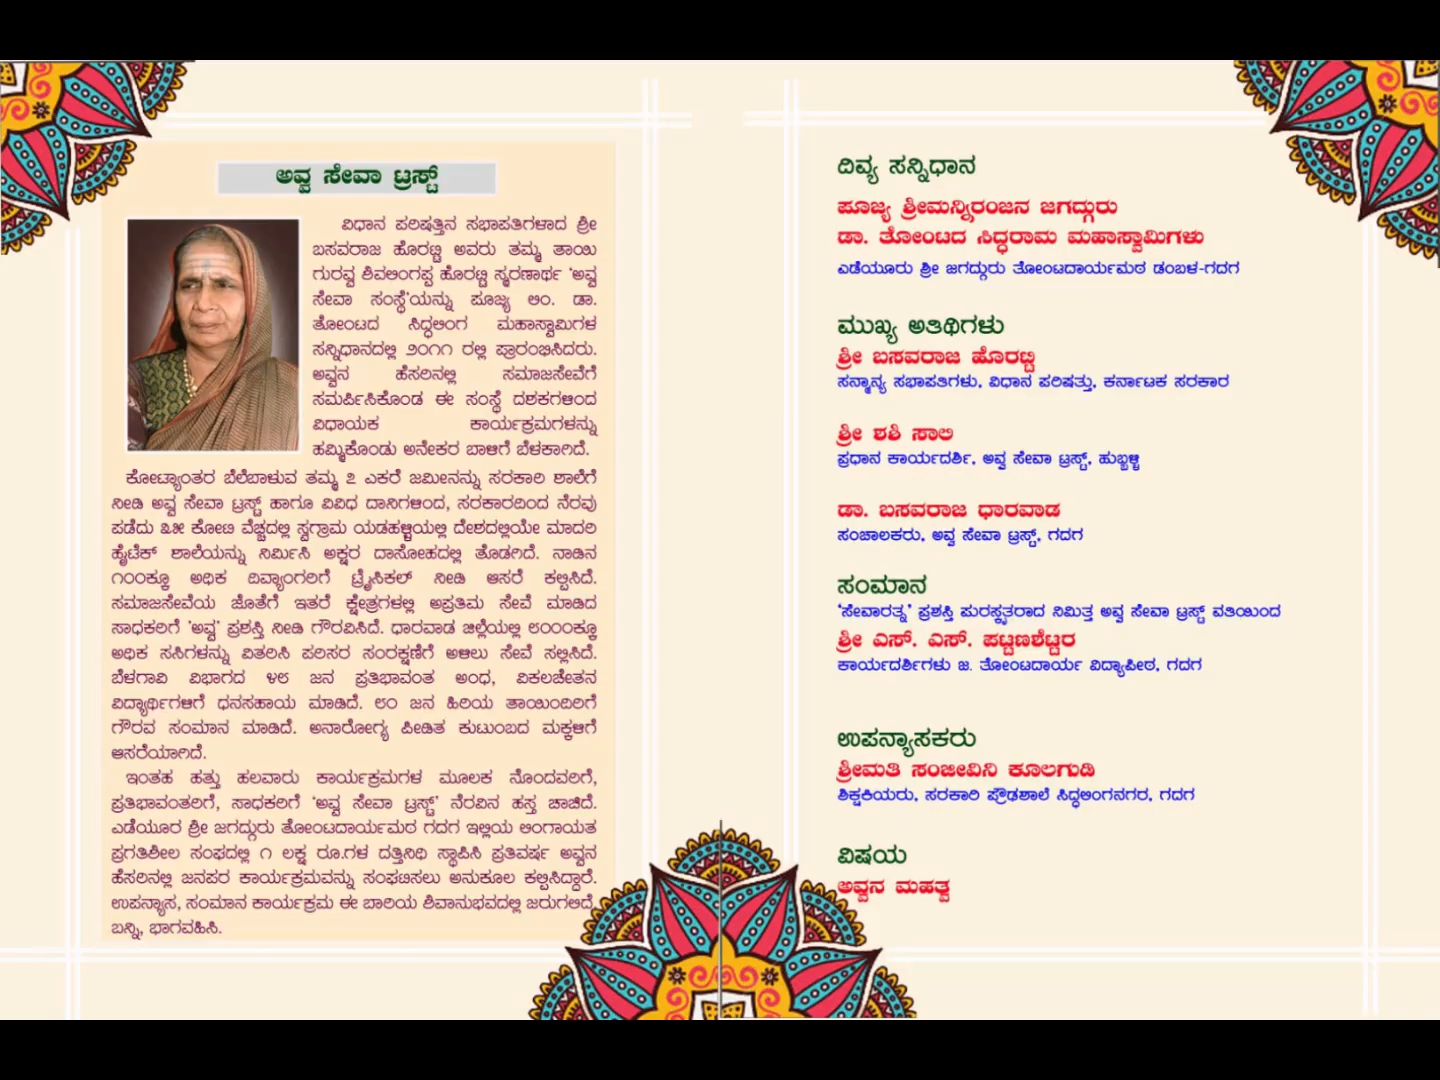 ಅವ್ವ ಸೇವಾ ಟ್ರಸ್ಟ್
ವಿಧಾನ ಪರಿಷತ್ತಿನ ಸಭಾಪತಿಗಳಾದ ಶ್ರೀ
ಬಸವರಾಜ ಹೊರಟ್ಟಿ ಅವರು ತಮ್ಮ ತಾಯಿ
ಗುರವ್ವ ಶಿವಲಿಂಗಪ್ಪ ಹೊರಟ್ಟಿ ಸ್ಮರಣಾರ್ಥ 'ಅವ್ವ
ಸೇವಾ ಸಂಸ್ಥೆ'ಯನ್ನು ಪೂಜ್ಯ ಲಿಂ. ಡಾ.
ತೋಂಟದ ಸಿದ್ಧಲಿಂಗ ಮಹಾಸ್ವಾಮಿಗಳ
ಸನ್ನಿಧಾನದಲ್ಲಿ ೨೦೧೧ ರಲ್ಲಿ ಪ್ರಾರಂಭಿಸಿದರು.
ಅವ್ವನ ಹೆಸರಿನಲ್ಲಿ ಸಮಾಜಸೇವೆಗೆ
ಸಮರ್ಪಿಸಿಕೊಂಡ ಈ ಸಂಸ್ಥೆ ದಶಕಗಳಿಂದ
ವಿಧಾಯಕ ಕಾರ್ಯಕ್ರಮಗಳನ್ನು
ಹಮ್ಮಿಕೊಂಡು ಅನೇಕರ ಬಾಳಿಗೆ ಬೆಳಕಾಗಿದೆ.
ಕೋಟ್ಯಾಂತರ ಬೆಲೆಬಾಳುವ ತಮ್ಮ ೭ ಎಕರೆ ಜಮೀನನ್ನು ಸರಕಾರಿ ಶಾಲೆಗೆ
ನೀಡಿ ಅವ್ವ ಸೇವಾ ಟ್ರಸ್ಟ್ ಹಾಗೂ ವಿವಿಧ ದಾನಿಗಳಿಂದ, ಸರಕಾರದಿಂದ ನೆರವು
ಪಡೆದು ೩.೫ ಕೋಟಿ ವೆಚ್ಚದಲ್ಲಿ ಸ್ವಗ್ರಾಮ ಯಡಹಳ್ಳಿಯಲ್ಲಿ ದೇಶದಲ್ಲಿಯೇ ಮಾದರಿ
ಹೈಟೆಕ್ ಶಾಲೆಯನ್ನು ನಿರ್ಮಿಸಿ ಅಕ್ಷರ ದಾಸೋಹದಲ್ಲಿ ತೊಡಗಿದೆ. ನಾಡಿನ
೧೦೦ಕ್ಕೂ ಅಧಿಕ ದಿವ್ಯಾಂಗರಿಗೆ ಟ್ರೈಸಿಕಲ್ ನೀಡಿ ಆಸರೆ ಕಲ್ಪಿಸಿದೆ.
ಸಮಾಜಸೇವೆಯ ಜೊತೆಗೆ ಇತರೆ ಕ್ಷೇತ್ರಗಳಲ್ಲಿ ಅಪ್ರತಿಮ ಸೇವೆ ಮಾಡಿದ
ಸಾಧಕರಿಗೆ 'ಅವ್ವ' ಪ್ರಶಸ್ತಿ ನೀಡಿ ಗೌರವಿಸಿದೆ. ಧಾರವಾಡ ಜಿಲ್ಲೆಯಲ್ಲಿ ೮೦೦೦ಕ್ಕೂ
ಅಧಿಕ ಸಸಿಗಳನ್ನು ವಿತರಿಸಿ ಪರಿಸರ ಸಂರಕ್ಷಣೆಗೆ ಅಳಿಲು ಸೇವೆ ಸಲ್ಲಿಸಿದೆ.
ಬೆಳಗಾವಿ ವಿಭಾಗದ ೪೮ ಜನ ಪ್ರತಿಭಾವಂತ ಅಂಧ, ವಿಕಲಚೇತನ
ವಿದ್ಯಾರ್ಥಿಗಳಿಗೆ ಧನಸಹಾಯ ಮಾಡಿದೆ. ೮೦ ಜನ ಹಿರಿಯ ತಾಯಿಂದಿರಿಗೆ
ಗೌರವ ಸಂಮಾನ ಮಾಡಿದೆ. ಅನಾರೋಗ್ಯ ಪೀಡಿತ ಕುಟುಂಬದ ಮಕ್ಕಳಿಗೆ
ಆಸರೆಯಾಗಿದೆ.
ಇಂತಹ ಹತ್ತು ಹಲವಾರು ಕಾರ್ಯಕ್ರಮಗಳ ಮೂಲಕ ನೊಂದವರಿಗೆ,
ಪ್ರತಿಭಾವಂತರಿಗೆ, ಸಾಧಕರಿಗೆ 'ಅವ್ವ ಸೇವಾ ಟ್ರಸ್ಟ್' ನೆರವಿನ ಹಸ್ತ ಚಾಚಿದೆ.
ಎಡೆಯೂರ ಶ್ರೀ ಜಗದ್ಗುರು ತೋಂಟದಾರ್ಯಮಠ ಗದಗ ಇಲ್ಲಿಯ ಲಿಂಗಾಯತ
ಪ್ರಗತಿಶೀಲ ಸಂಘದಲ್ಲಿ ೧ ಲಕ್ಷ ರೂ.ಗಳ ದತ್ತಿನಿಧಿ ಸ್ಥಾಪಿಸಿ ಪ್ರತಿವರ್ಷ ಅವ್ವನ
ಹೆಸರಿನಲ್ಲಿ ಜನಪರ ಕಾರ್ಯಕ್ರಮವನ್ನು ಸಂಘಟಿಸಲು ಅನುಕೂಲ ಕಲ್ಪಿಸಿದ್ದಾರೆ.
ಉಪನ್ಯಾಸ, ಸಂಮಾನ ಕಾರ್ಯಕ್ರಮ ಈ ಬಾರಿಯ ಶಿವಾನುಭವದಲ್ಲಿ ಜರುಗಲಿದೆ.
ಬನ್ನಿ, ಭಾಗವಹಿಸಿ.
ದಿವ್ಯ ಸನ್ನಿಧಾನ
ಪೂಜ್ಯ ಶ್ರೀಮನ್ನಿರಂಜನ ಜಗದ್ಗುರು
ಡಾ. ತೋಂಟದ ಸಿದ್ಧರಾಮ ಮಹಾಸ್ವಾಮಿಗಳು
ಎಡೆಯೂರು ಶ್ರೀ ಜಗದ್ಗುರು ತೋಂಟದಾರ್ಯಮಠ ಡಂಬಳ-ಗದಗ
ಮುಖ್ಯ ಅತಿಥಿಗಳು
ಶ್ರೀ ಬಸವರಾಜ ಹೊರಟ್ಟಿ
ಸನ್ಮಾನ್ಯ ಸಭಾಪತಿಗಳು, ವಿಧಾನ ಪರಿಷತ್ತು, ಕರ್ನಾಟಕ ಸರಕಾರ
ಶ್ರೀ ಶಶಿ ಸಾಲಿ
ಪ್ರಧಾನ ಕಾರ್ಯದರ್ಶಿ, ಅವ್ವ ಸೇವಾ ಟ್ರಸ್ಟ್, ಹುಬ್ಬಳ್ಳಿ
ಡಾ. ಬಸವರಾಜ ಧಾರವಾಡ
ಸಂಚಾಲಕರು, ಅವ್ವ ಸೇವಾ ಟ್ರಸ್ಟ್, ಗದಗ
ಸಂಮಾನ
'ಸೇವಾರತ್ನ' ಪ್ರಶಸ್ತಿ ಪುರಸ್ಕೃತರಾದ ನಿಮಿತ್ತ ಅವ್ವ ಸೇವಾ ಟ್ರಸ್ಟ್ ವತಿಯಿಂದ
ಶ್ರೀ ಎಸ್. ಎಸ್. ಪಟ್ಟಣಶೆಟ್ಟರ
ಕಾರ್ಯದರ್ಶಿಗಳು ಜ. ತೋಂಟದಾರ್ಯ ವಿದ್ಯಾಪೀಠ, ಗದಗ
ಉಪನ್ಯಾಸಕರು
ಶ್ರೀಮತಿ ಸಂಜೀವಿನಿ ಕೂಲಗುಡಿ
ಶಿಕ್ಷಕಿಯರು, ಸರಕಾರಿ ಪ್ರೌಢಶಾಲೆ ಸಿದ್ಧಲಿಂಗನಗರ, ಗದಗ
ವಿಷಯ
ಅವ್ವನ ಮಹತ್ವ